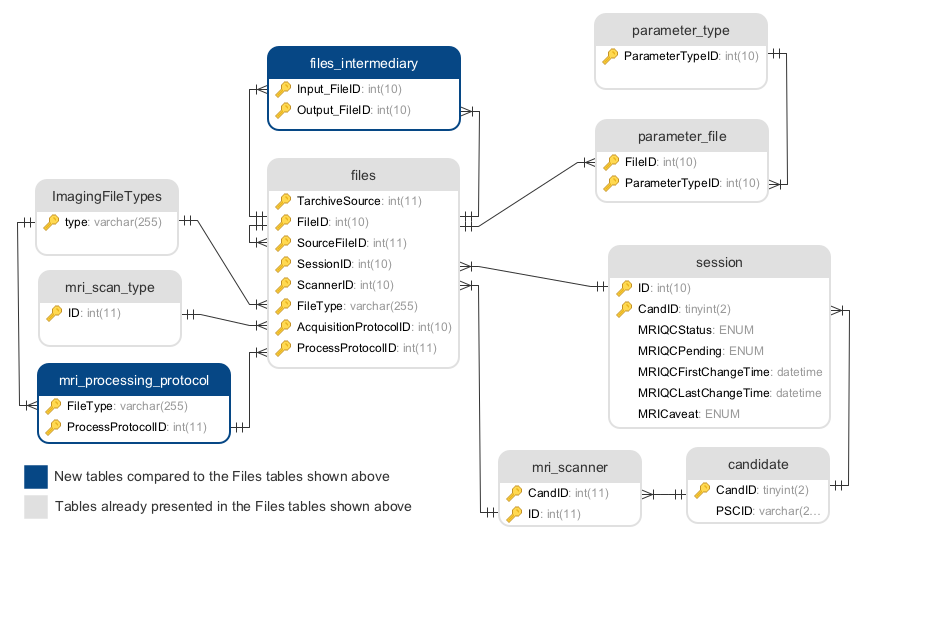 parameter_type
ParameterTypeID: int(10)
files_intermediary
Input_FileID: int(10)
Output_FileID: int(10)
parameter_file
FileID: int(10)
ParameterTypeID: int(10)
files
TarchiveSource: int(11)
FileID: int(10)
SourceFileID: int(11)
SessionID: int(10)
ScannerID: int(10)
FileType: varchar(255)
AcquisitionProtocolID: int(10)
ProcessProtocolID: int(11)
ImagingFileTypes
type: varchar(255)
mri_scan_type
ID: int(11)
mri_processing_protocol
FileType: varchar(255)
ProcessProtocolID: int(11)
session
ID: int(10)
CandID: tinyint(2)
MRIQCStatus: ENUM
MRIQCPending: ENUM
MRIQCFirstChangeTime: datetime
MRIQCLastChangeTime: datetime
MRICaveat: ENUM
mri_scanner
CandID: int(11)
ID: int(11)
candidate
CandID: tinyint(2)
PSCID: varchar(2...
New tables compared to the Files tables shown above
Tables already presented in the Files tables shown above